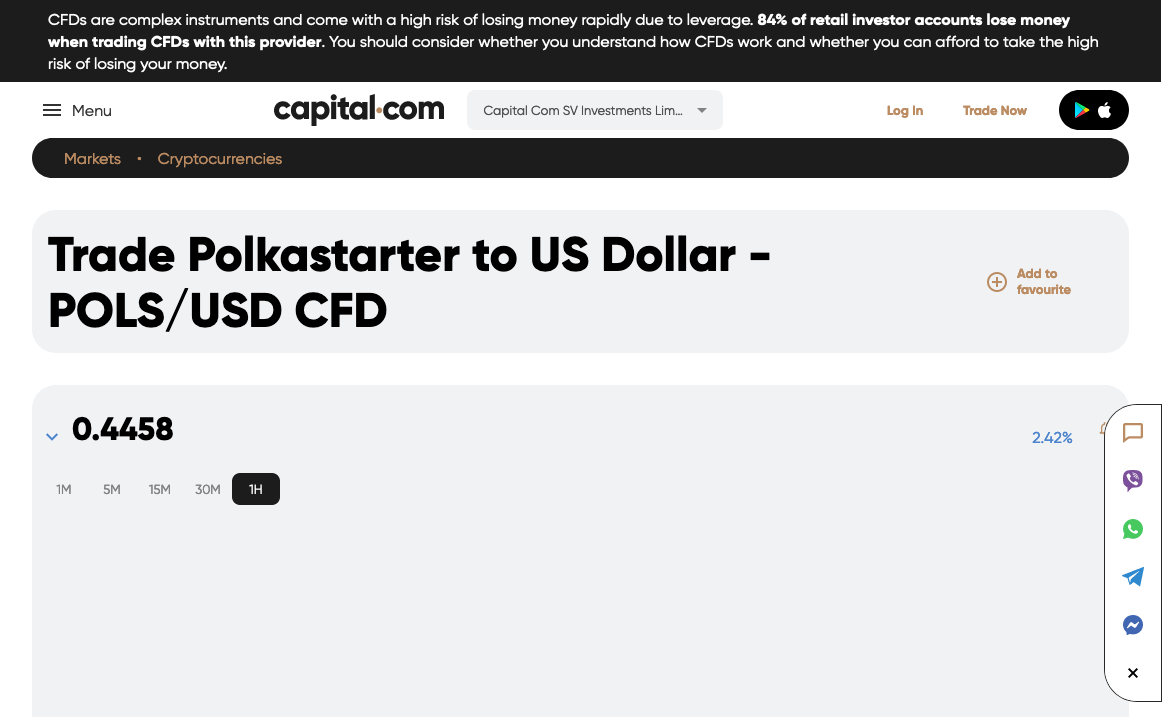 CFDs are complex instruments and come with a high risk of losing money rapidly due to leverage. 84% of retail investor accounts lose money
when trading CFDs with this provider. You should consider whether you understand how CFDs work and whether you can afford to take the high
risk of losing your money.
Menu
capital.com
Capital Com SV Investments Lim...
Log In
Trade Now
Markets • Cryptocurrencies
Trade Polkastarter to US Dollar -
POLS/USD CFD
Add to
favourite
0.4458
2.42%
1M 5M 15M 30M 1H